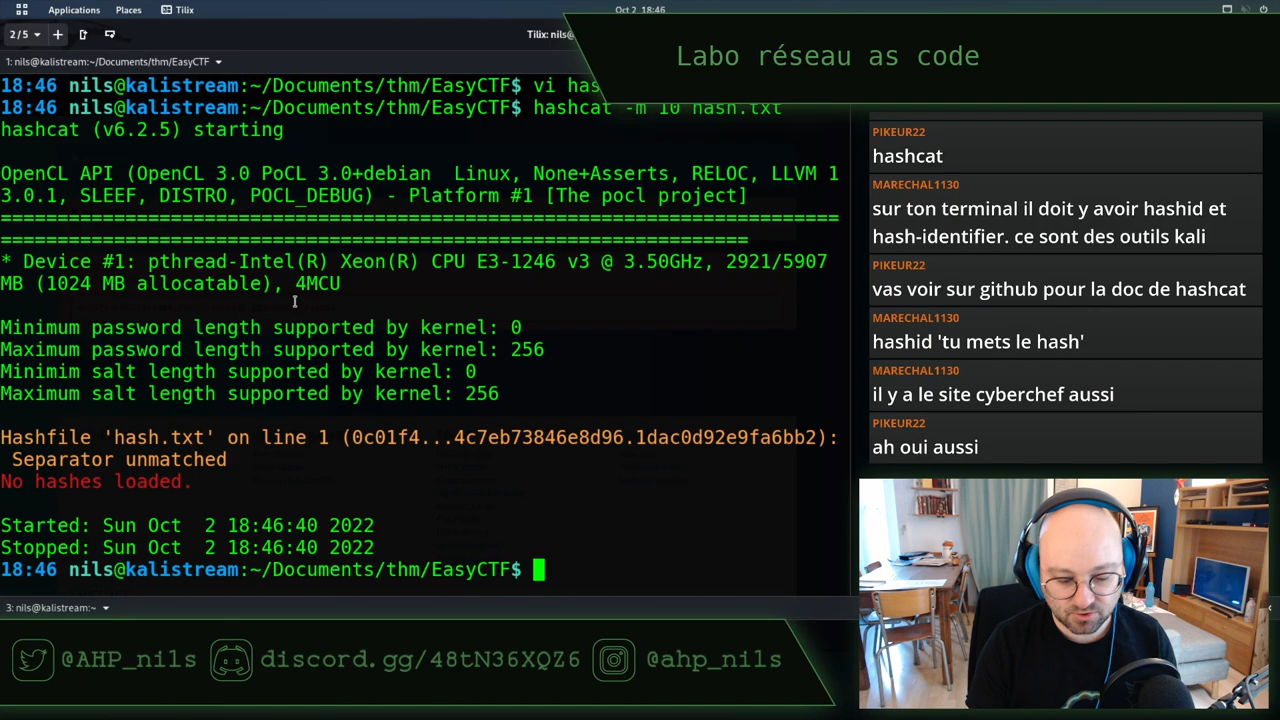 Applications Places Tilix
Oct 2 18:46
2/5
Tilix: nils@
Labo réseau as code
1: nils@kalistream:~/Documents/thm/EasyCTF
18:46 nils@kalistream:~/Documents/thm/EasyCTF$ vi has
18:46 nils@kalistream:~/Documents/thm/EasyCTF$ hashcat -m 10 hash.txt
hashcat (v6.2.5) starting
OpenCL API (OpenCL 3.0 PoCL 3.0+debian  Linux, None+Asserts, RELOC, LLVM 1
3.0.1, SLEEF, DISTRO, POCL_DEBUG) - Platform #1 [The pocl project]
==========================================================================
==================================================================
* Device #1: pthread-Intel(R) Xeon(R) CPU E3-1246 v3 @ 3.50GHz, 2921/5907
MB (1024 MB allocatable), 4MCU
Minimum password length supported by kernel: 0
Maximum password length supported by kernel: 256
Minimim salt length supported by kernel: 0
Maximum salt length supported by kernel: 256
Hashfile 'hash.txt' on line 1 (0c01f4...4c7eb73846e8d96.1dac0d92e9fa6bb2):
Separator unmatched
No hashes loaded.
Started: Sun Oct  2 18:46:40 2022
Stopped: Sun Oct  2 18:46:40 2022
18:46 nils@kalistream:~/Documents/thm/EasyCTF$
3: nils@kalistream:~
PIKEUR22
hashcat
MARECHAL1130
sur ton terminal il doit y avoir hashid et
hash-identifier. ce sont des outils kali
PIKEUR22
vas voir sur github pour la doc de hashcat
MARECHAL1130
hashid 'tu mets le hash'
MARECHAL1130
il y a le site cyberchef aussi
PIKEUR22
ah oui aussi
@AHP_nils discord.gg/48tN36XQZ6 @ahp_nils